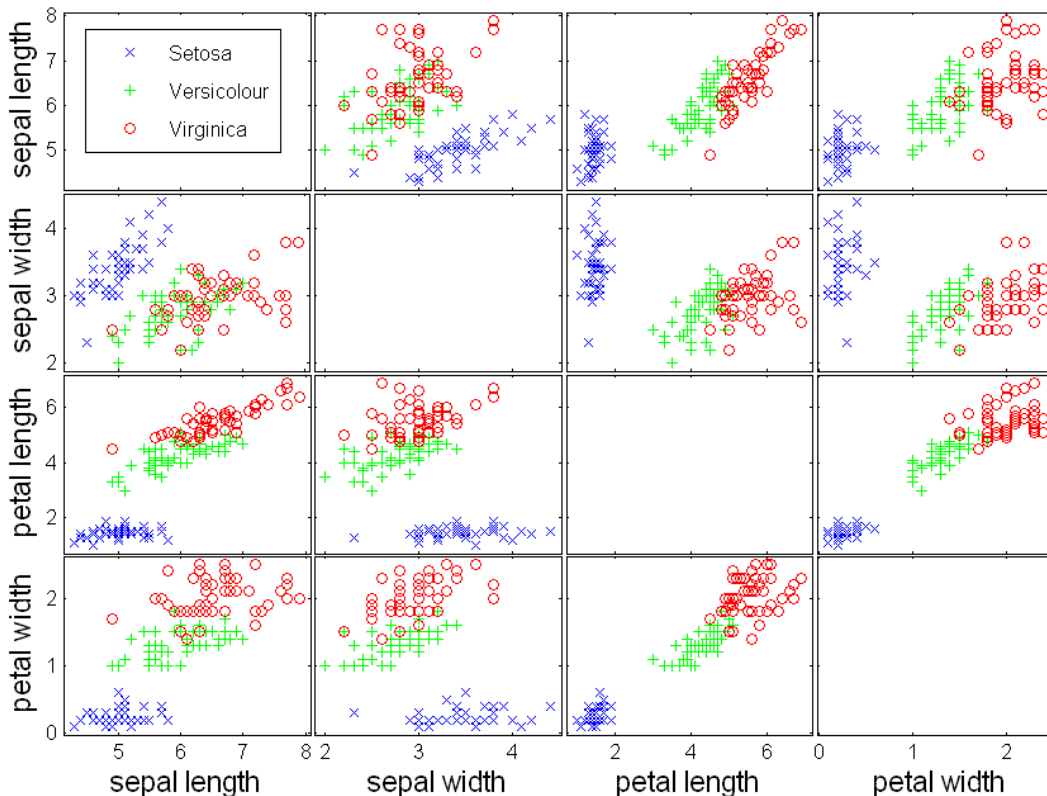 8
7
6
5
sepal length
Setosa
Versicolour
Virginica
4
3
2
sepal width
6
4
2
petal length
2
1
0
petal width
5 6 7 8
2 3 4
2 4 6
0 1 2
sepal length
sepal width
petal length
petal width